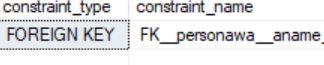 constraint_type constraint_name
FOREIGN KEY FK__personawa__aname_